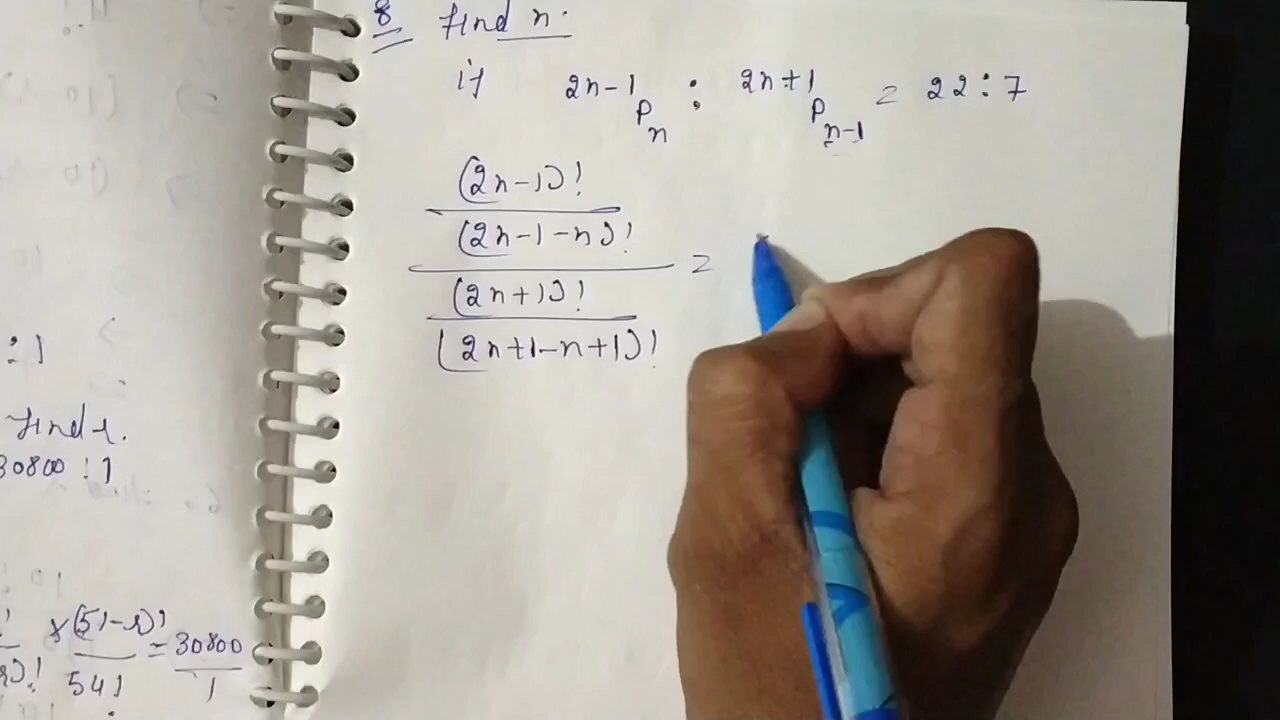 8 Find n.
if 2n-1Pn : 2n+1Pn-1 = 22:7
(2n-1)!
(2n-1-n)!
=
(2n+1)!
(2n+1-n+1)!
:1
Find r.
30800 : 1
×(51-r)! = 30800
54! 1